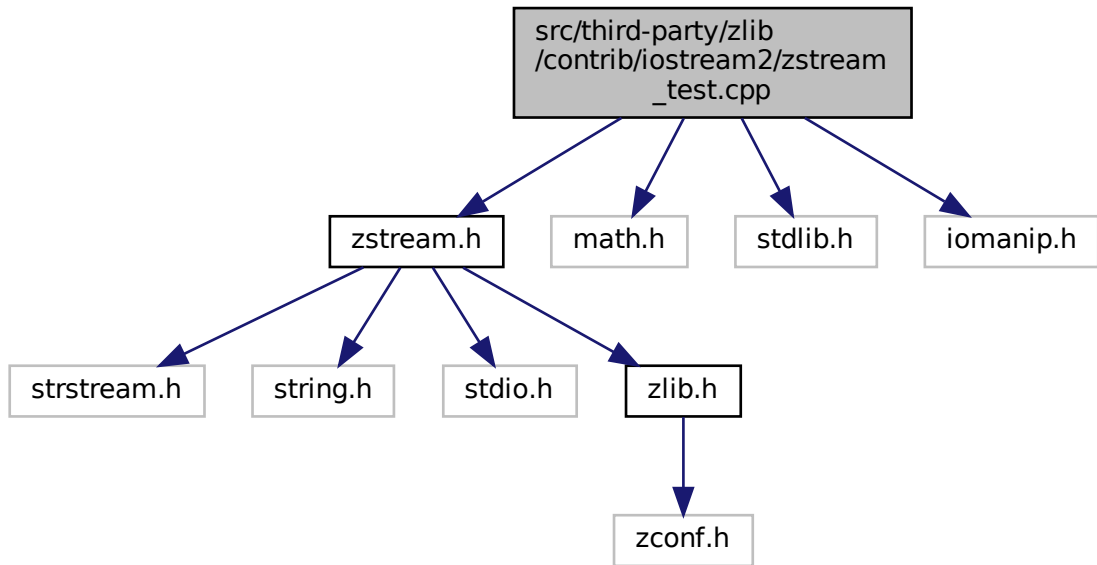 src/third-party/zlib
/contrib/iostream2/zstream
_test.cpp
zstream.h
math.h
stdlib.h
iomanip.h
strstream.h
string.h
stdio.h
zlib.h
zconf.h